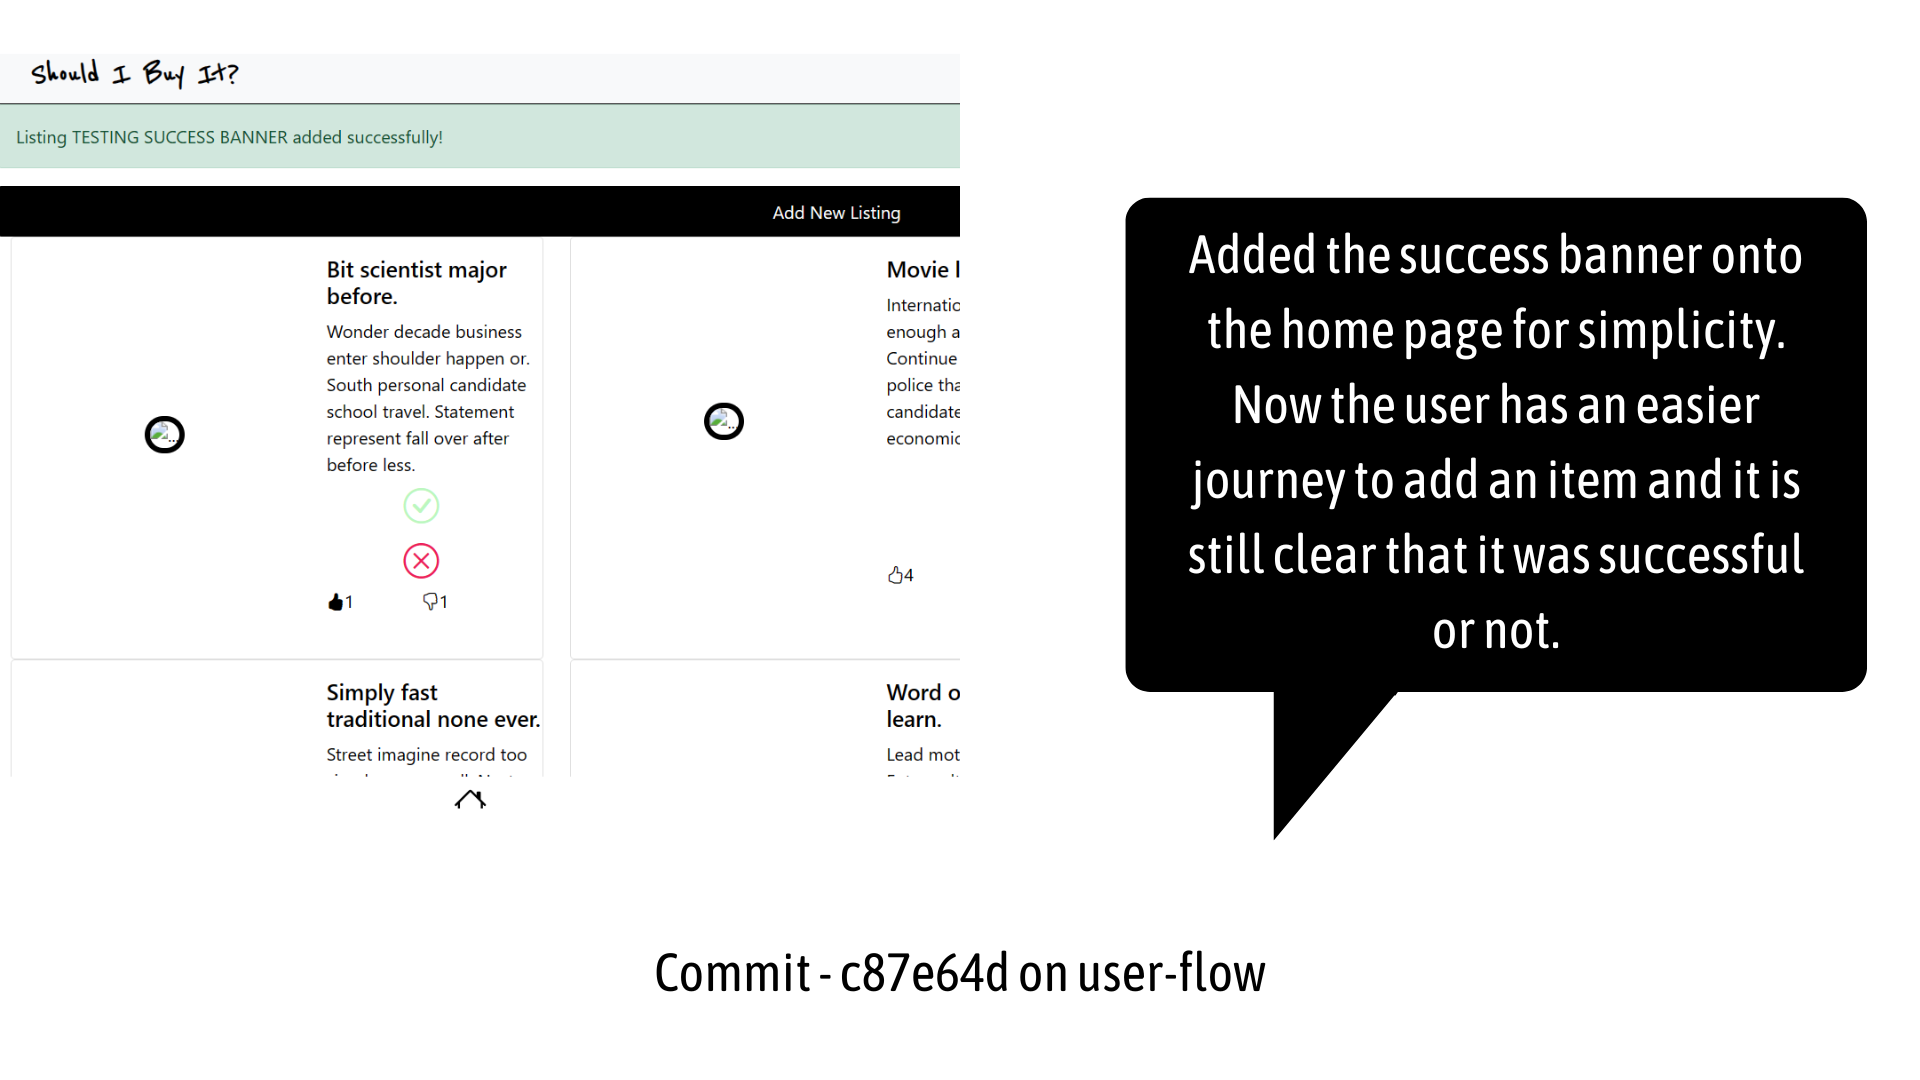 Should I Buy It?
Listing TESTING SUCCESS BANNER added successfully!
Add New Listing
Bit scientist major
before.
Wonder decade business
enter shoulder happen or.
South personal candidate
school travel. Statement
represent fall over after
before less.
1
1
Movie l
Internatio
enough a
Continue
police tha
candidate
economic
4
Simply fast
traditional none ever.
Street imagine record too
Word o
learn.
Lead mot
Added the success banner onto
the home page for simplicity.
Now the user has an easier
journey to add an item and it is
still clear that it was successful
or not.
Commit - c87e64d on user-flow